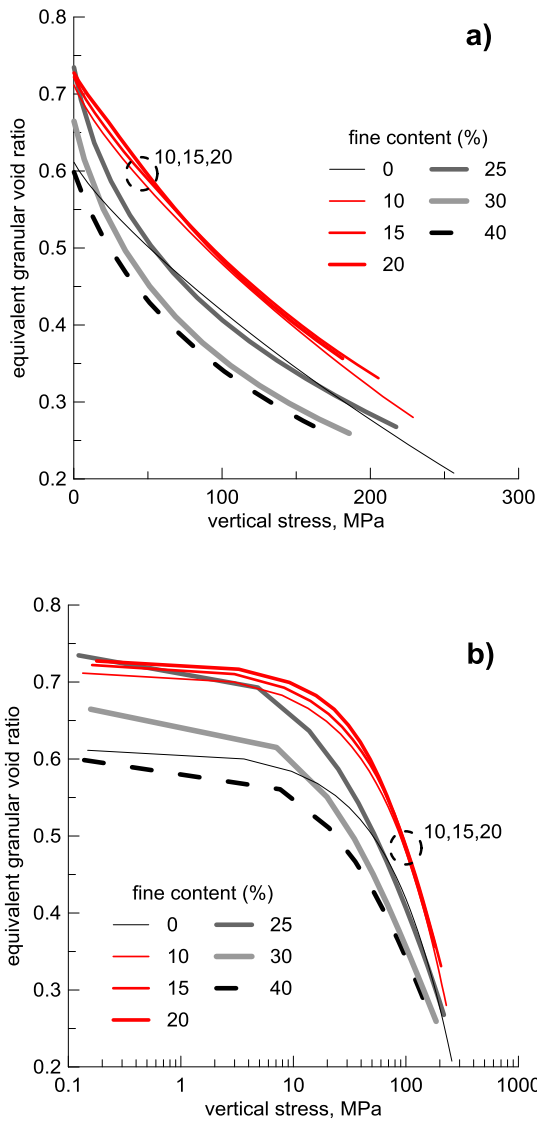 0.8
a)
0.7
fine content (%)
10,15,20
0.6
0 25
10 30
15 40
0.5
20
equivalent granular void ratio
0.4
0.3
0.2
0 100 200 300
vertical stress, MPa
0.8
b)
0.7
0.6
10,15,20
0.5
equivalent granular void ratio
fine content (%)
0 25
0.4
10 30
15 40
0.3
20
0.2
0.1 1 10 100 1000
vertical stress, MPa